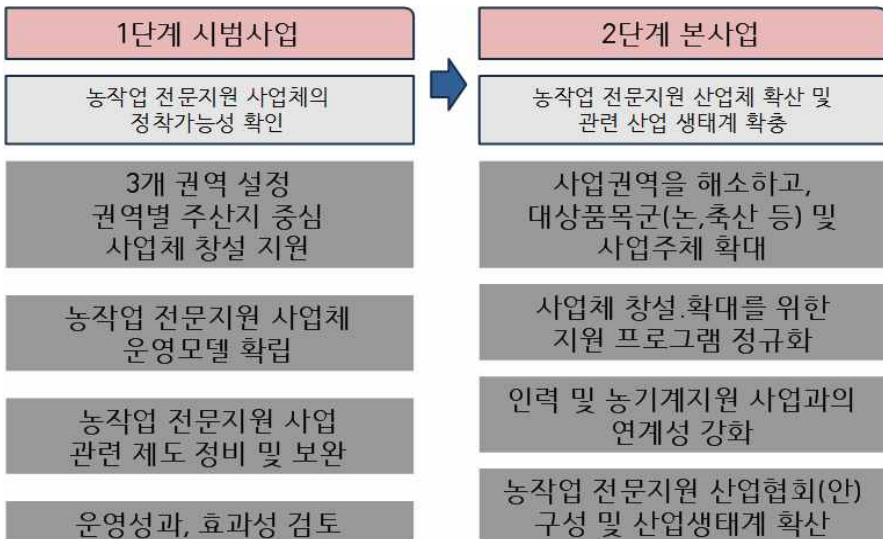 1단계 시범사업
농작업 전문지원 사업체의
정착가능성 확인
3개 권역 설정
권역별 주산지 중심
사업체 창설 지원
농작업 전문지원 사업체
운영모델 확립
농작업 전문지원 사업
관련 제도 정비 및 보완
운영성과, 효과성 검토
2단계 본사업
농작업 전문지원 산업체 확산 및
관련 산업 생태계 확충
사업권역을 해소하고,
대상품목군(논,축산 등) 및
사업주체 확대
사업체 창설.확대를 위한
지원 프로그램 정규화
인력 및 농기계지원 사업과의
연계성 강화
농작업 전문지원 산업협회(안)
구성 및 산업생태계 확산